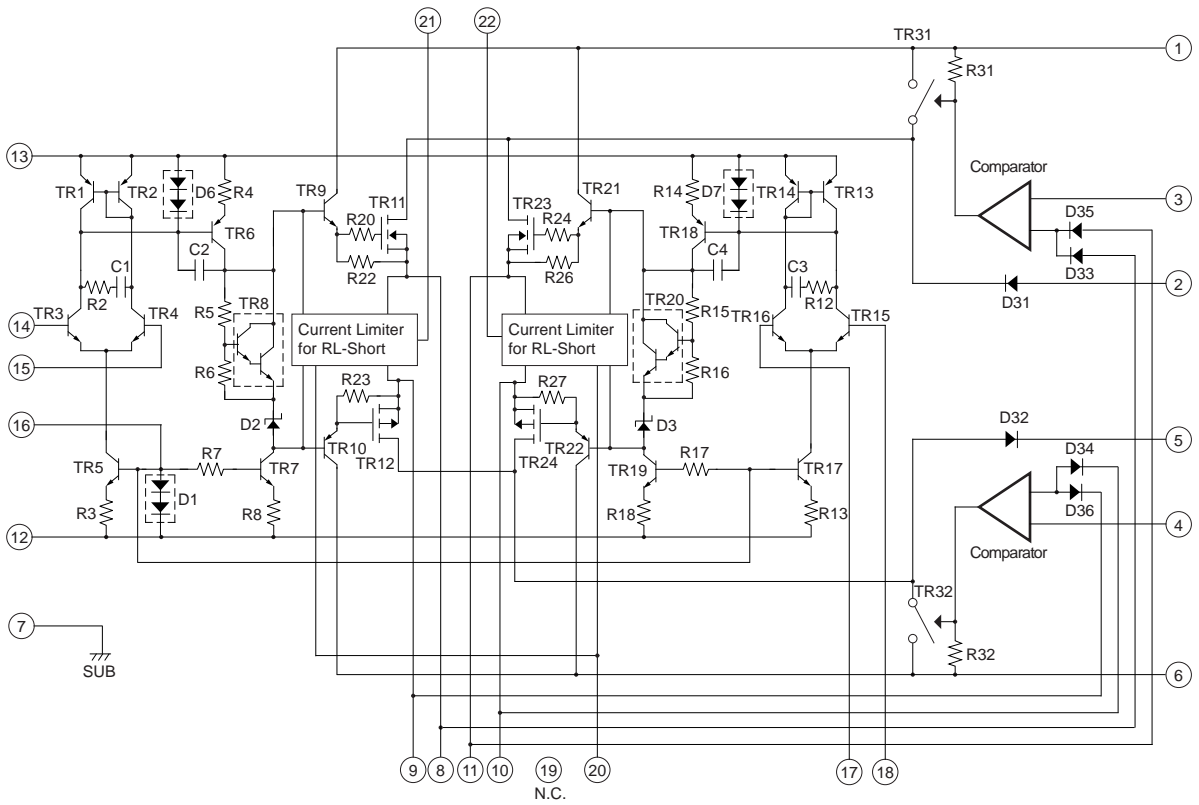 21 22
TR31 1
R31
13
TR1 TR2 D6 R4 TR9 TR11 TR23 TR21 R14 D7 TR14 TR13
Comparator
3
R20 R24
TR6 TR18
D35
C2 R22 R26 C4
D33
C1 C3
R2 R12
2
D31
TR3 TR4 R5 TR8 TR20 R15 TR16 TR15
14
Current Limiter
for RL-Short
Current Limiter
for RL-Short
15
R6 R16
R23 R27
D2 D3
16
D32
5
TR10 TR12 TR24 TR22
D34
TR5 R7 TR7 TR19 R17 TR17
D1
D36
R3 R8 R18 R13
4
12
Comparator
TR32
7
R32
SUB
6
9 8 11 10 19 20 17 18
N.C.